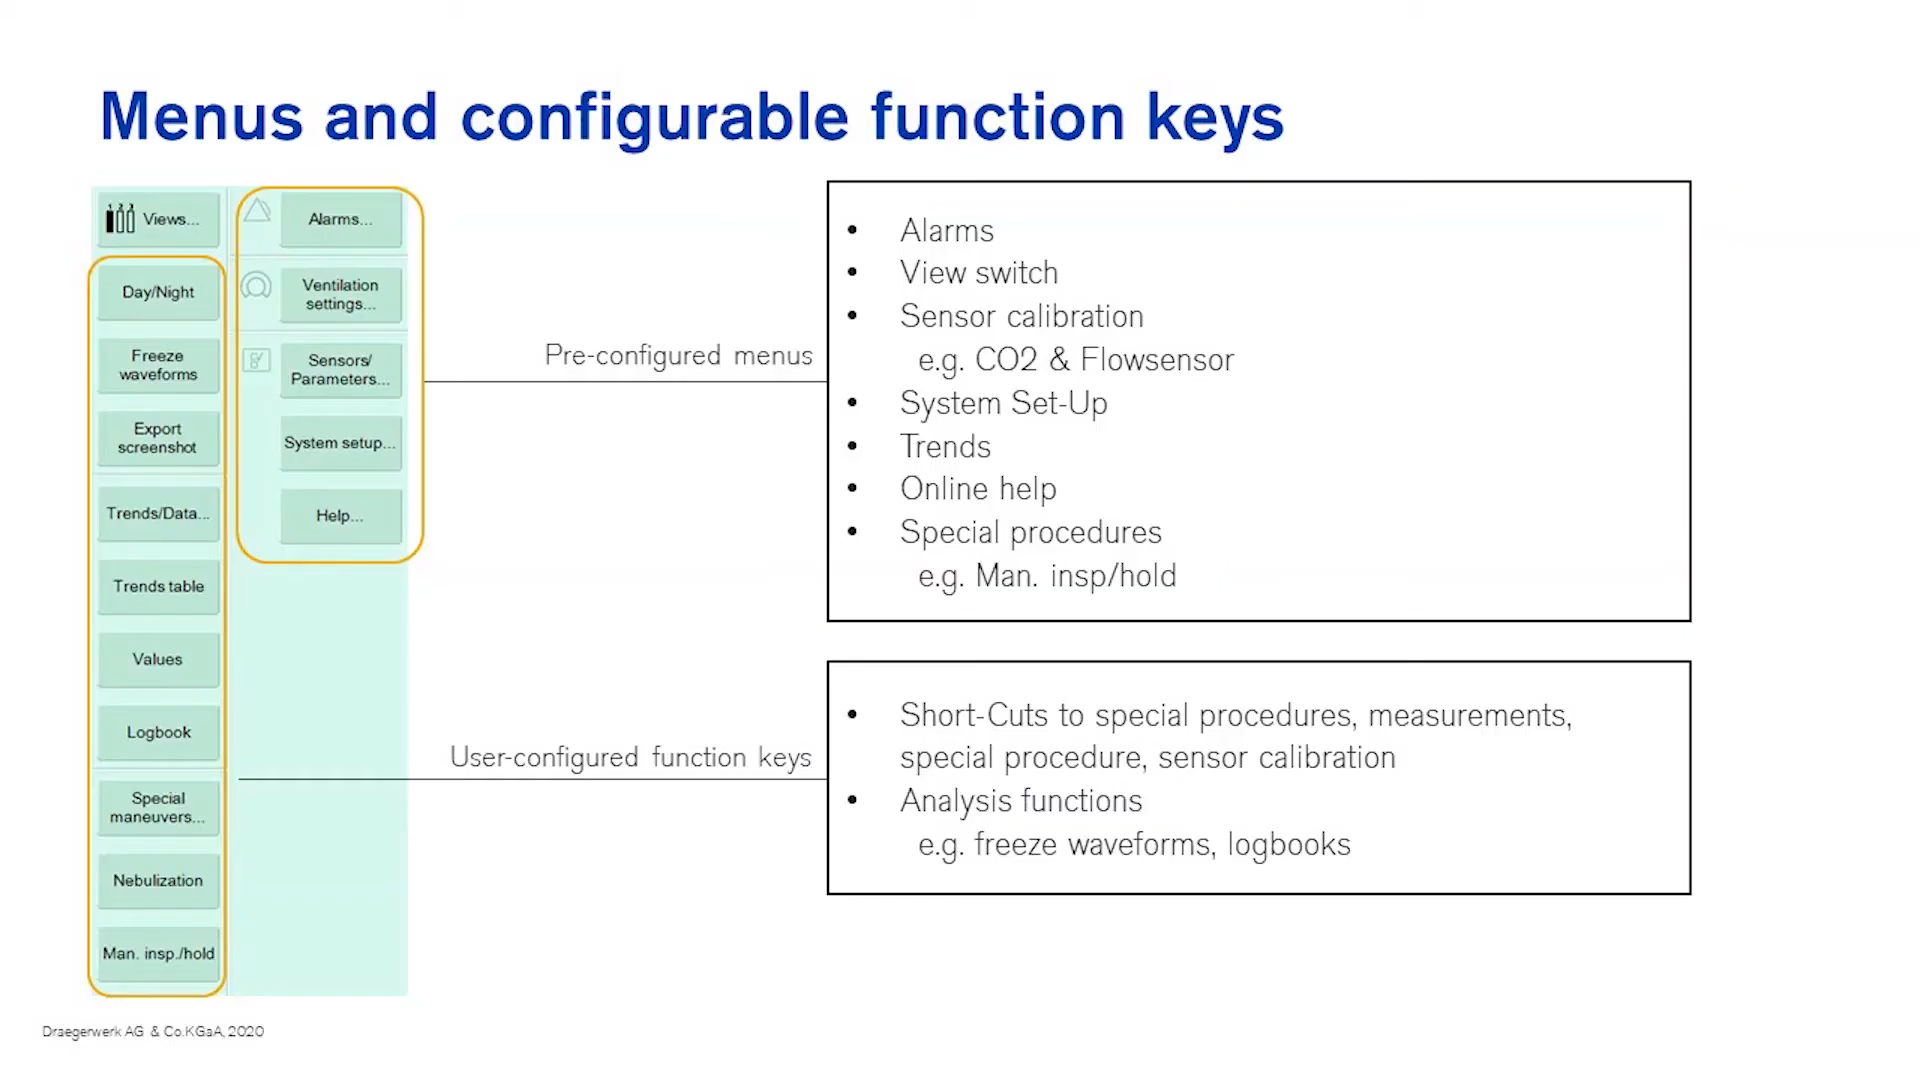 Menus and configurable function keys
1 2 3
Views...
Day/Night
Freeze
waveforms
Export
screenshot
Trends/Data...
Trends table
Values
Logbook
Special
maneuvers...
Nebulization
Man. insp./hold
Alarms...
Ventilation
settings...
Sensors/
Parameters...
System setup...
Help...
Pre-configured menus
• Alarms
• View switch
• Sensor calibration
e.g. CO2 & Flowsensor
• System Set-Up
• Trends
• Online help
• Special procedures
e.g. Man. insp/hold
User-configured function keys
• Short-Cuts to special procedures, measurements,
special procedure, sensor calibration
• Analysis functions
e.g. freeze waveforms, logbooks
Draegerwerk AG & Co.KGaA, 2020